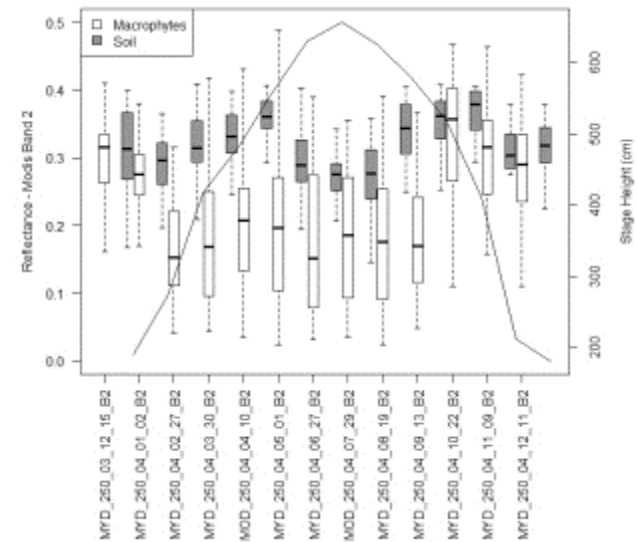 Macrophytes
Soil
Reflectance - Modis Band 2
0.5
0.4
0.3
0.2
0.1
0.0
600
500
400
300
200
Stage Height (cm)
MYD_250_03_12_15_B2
MYD_250_04_01_02_B2
MYD_250_04_02_27_B2
MYD_250_04_03_30_B2
MOD_250_04_04_10_B2
MYD_250_04_05_01_B2
MYD_250_04_06_27_B2
MOD_250_04_07_29_B2
MYD_250_04_08_19_B2
MYD_250_04_09_13_B2
MYD_250_04_10_22_B2
MYD_250_04_11_09_B2
MYD_250_04_12_11_B2